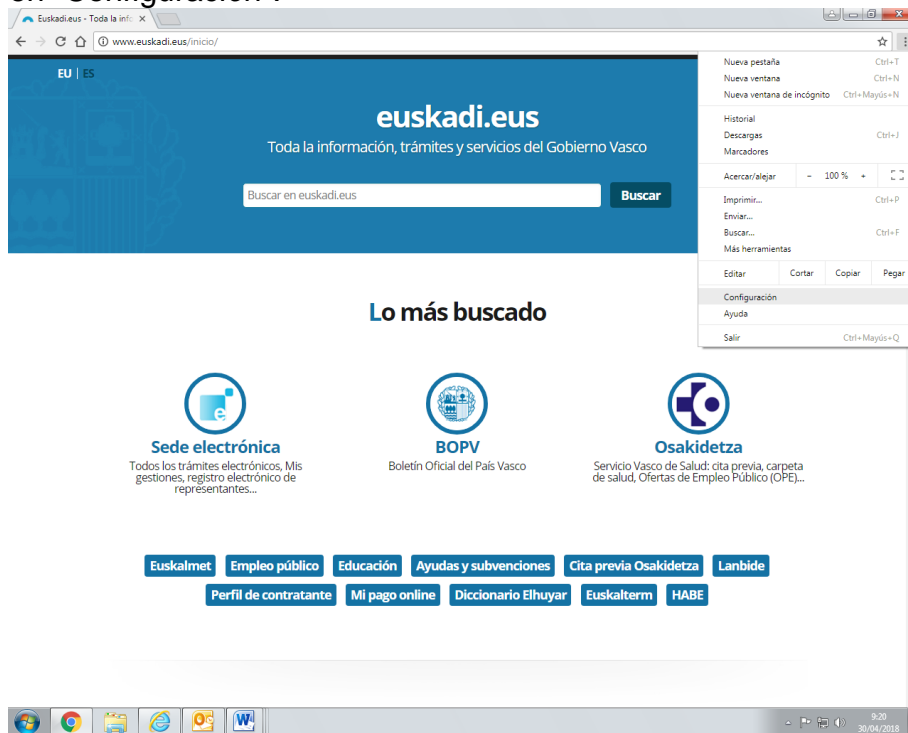 en "Configuración".
Euskadi.eus - Toda la info
www.euskadi.eus/inicio/
EU | ES
euskadi.eus
Toda la información, trámites y servicios del Gobierno Vasco
Buscar en euskadi.eus
Buscar
Nueva pestaña Ctrl+T
Nueva ventana Ctrl+N
Nueva ventana de incógnito Ctrl+Mayús+N
Historial
Descargas Ctrl+J
Marcadores
Acercar/alejar - 100 % +
Imprimir... Ctrl+P
Enviar...
Buscar... Ctrl+F
Más herramientas
Editar Cortar Copiar Pegar
Configuración
Ayuda
Salir Ctrl+Mayús+Q
Lo más buscado
Sede electrónica
Todos los trámites electrónicos, Mis
gestiones, registro electrónico de
representantes...
BOPV
Boletín Oficial del País Vasco
Osakidetza
Servicio Vasco de Salud: cita previa, carpeta
de salud, Ofertas de Empleo Público (OPE)...
Euskalmet Empleo público Educación Ayudas y subvenciones Cita previa Osakidetza Lanbide
Perfil de contratante Mi pago online Diccionario Elhuyar Euskalterm HABE
9:20
30/04/2018